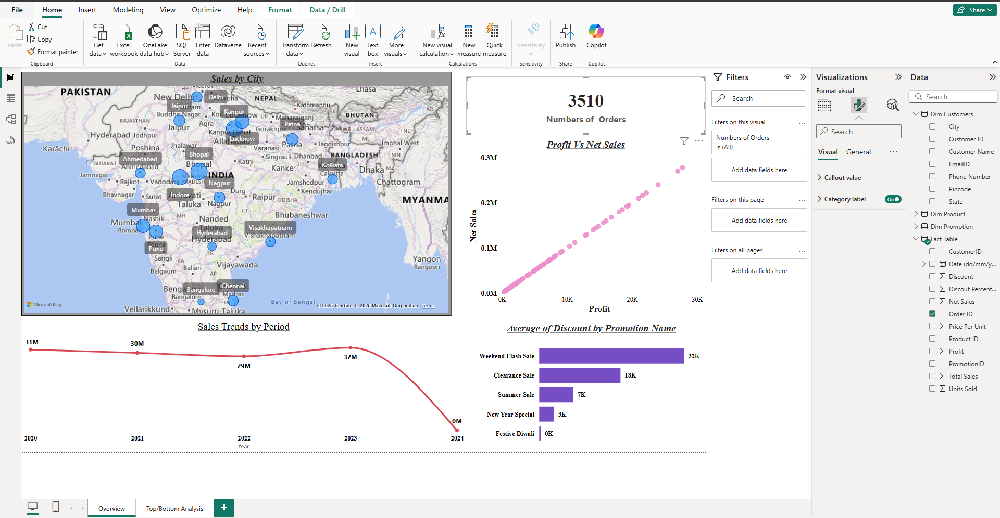 File Home Insert Modeling View Optimize Help Format Data / Drill Share
Paste
Cut
Copy
Format painter
Clipboard
Get data
Excel workbook
OneLake data hub
SQL Server
Enter data
Dataverse
Recent sources
Data
Transform data
Refresh
Queries
New visual
Text box
More visuals
Insert
New visual calculation
New measure
Quick measure
Calculations
Sensitivity
Sensitivity
Publish
Share
Copilot
Copilot
Sales by City
PAKISTAN
New Delhi
Delhi
NEPAL
Lhasa
Jaipur
Kanpur
Kathmandu
BHUTAN
AR
Buddha Nagar
UP
Maharajganj
RAJASTHAN
Agra
Jaipur
Gorakhpur
Patna
Saharsa
WB
ASSAM
NL
Hyderabad
Jodhpur
Lucknow
ML
Karāchi
Poshina
Jhalawar
Varanasi
Patna
Jagdishpur
Imphal West
Bhopal
Singrauli
Dhanbad
BANGLADESH
MN
GUJARAT
Ahmedabad
Ahmedabad
Bhopal
Katni
Kanke
JH
Kolkata
Calcutta
Dhaka
MZ
Jamnagar
Rajkot
Vadodara
INDIA
Nagpur
Jamshedpur
Chattogram
Bhavnagar
Surat
Indore
Taluka
Durg
Raipur
ODISHA
Kendujhar
Nagpur
MYANMA
Mumbai
Nashik
MH
CT
Bhubaneshwar
Mumbai
Bombay
Nanded
Taluka
Hyderabad
Hyderabad
Visakhapatnam
Vishakhapatnam
Pune
Poona
Pune
Sangli
KA
TG
Yangon
Rangoon
Belgaum
Ballari
AP
Vijayawada
Bangalore
Chennai
Bangalore
Madras
Bay of Bengal
Microsoft Bing
© 2025 TomTom, © 2025 Microsoft Corporation Terms
Vellarikkund
Mysuru Taluka
3510
Numbers of Orders
Profit Vs Net Sales
0.3M
0.2M
0.1M
0.0M
Net Sales
0K 10K 20K 30K
Profit
Sales Trends by Period
31M
30M
29M
32M
0M
2020 2021 2022 2023 2024
Year
Average of Discount by Promotion Name
Weekend Flash Sale 32K
Clearance Sale 18K
Summer Sale 7K
New Year Special 3K
Festive Diwali 0K
Filters
Search
Filters on this visual ...
Numbers of Orders
is (All)
Add data fields here
Filters on this page ...
Add data fields here
Filters on all pages ...
Add data fields here
Visualizations
Format visual
Search
Visual General ...
Callout value
Category label On
Data
Search
Dim Customers
City
Customer ID
Customer Name
EmailID
Phone Number
Pincode
State
Dim Product
Dim Promotion
Fact Table
CustomerID
Date (dd/mm/y...
Discount
Discout Percent...
Net Sales
Order ID
Price Per Unit
Product ID
Profit
PromotionID
Total Sales
Units Sold
Overview Top/Bottom Analysis +